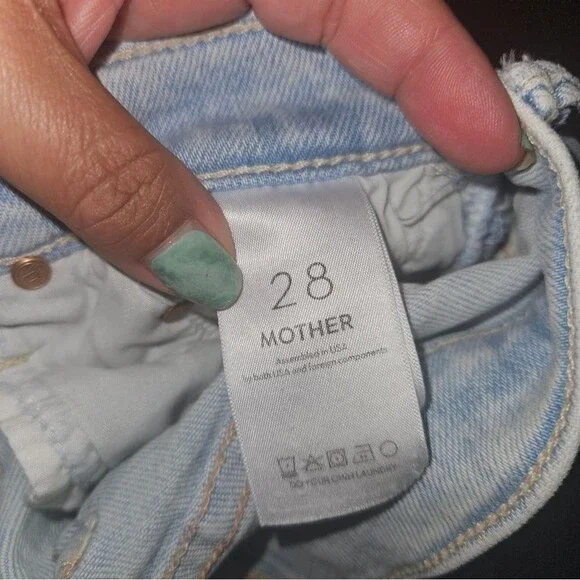 28
MOTHER
Assembled in USA
by both USA and foreign components
DO YOUR OWN LAUNDRY